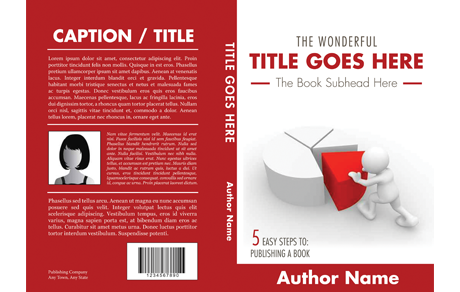 CAPTION / TITLE
Lorem ipsum dolor sit amet, consectetur adipiscing elit. Proin
porttitor tincidunt felis non mollis. Quisque in est eros. Phasellus
pretium ullamcorper ipsum sit amet dapibus. Aenean at venenatis
lacus. Integer interdum blandit orci et gravida. Pellentesque
habitant morbi tristique senectus et netus et malesuada fames
ac turpis egestas. Donec vestibulum eros quis eros faucibus
accumsan. Maecenas pellentesque, lacus ac fringilla lacinia, eros
dui dignissim tortor, a rhoncus quam tortor placerat tellus. Nullam
orci nisl, sagittis vitae tincidunt et, commodo a dolor. Aenean
tellus lorem, placerat nec rhoncus in, ornare eget ante.
Phasellus sed tellus arcu. Aenean ut magna eu nunc accumsan
posuere sed quis velit. Integer volutpat lectus quis elit
scelerisque adipiscing. Vestibulum tempus, eros id viverra
varius, magna sapien porta est, at bibendum diam eros ac
tellus. Curabitur sit amet metus urna. Donec luctus porttitor
tortor interdum vestibulum. Suspendisse potenti.
Publishing Company
Any Town, Any State
1234567890
TITLE GOES HERE
Author Name
THE WONDERFUL
TITLE GOES HERE
The Book Subhead Here
5 EASY STEPS TO:
PUBLISHING A BOOK
Author Name